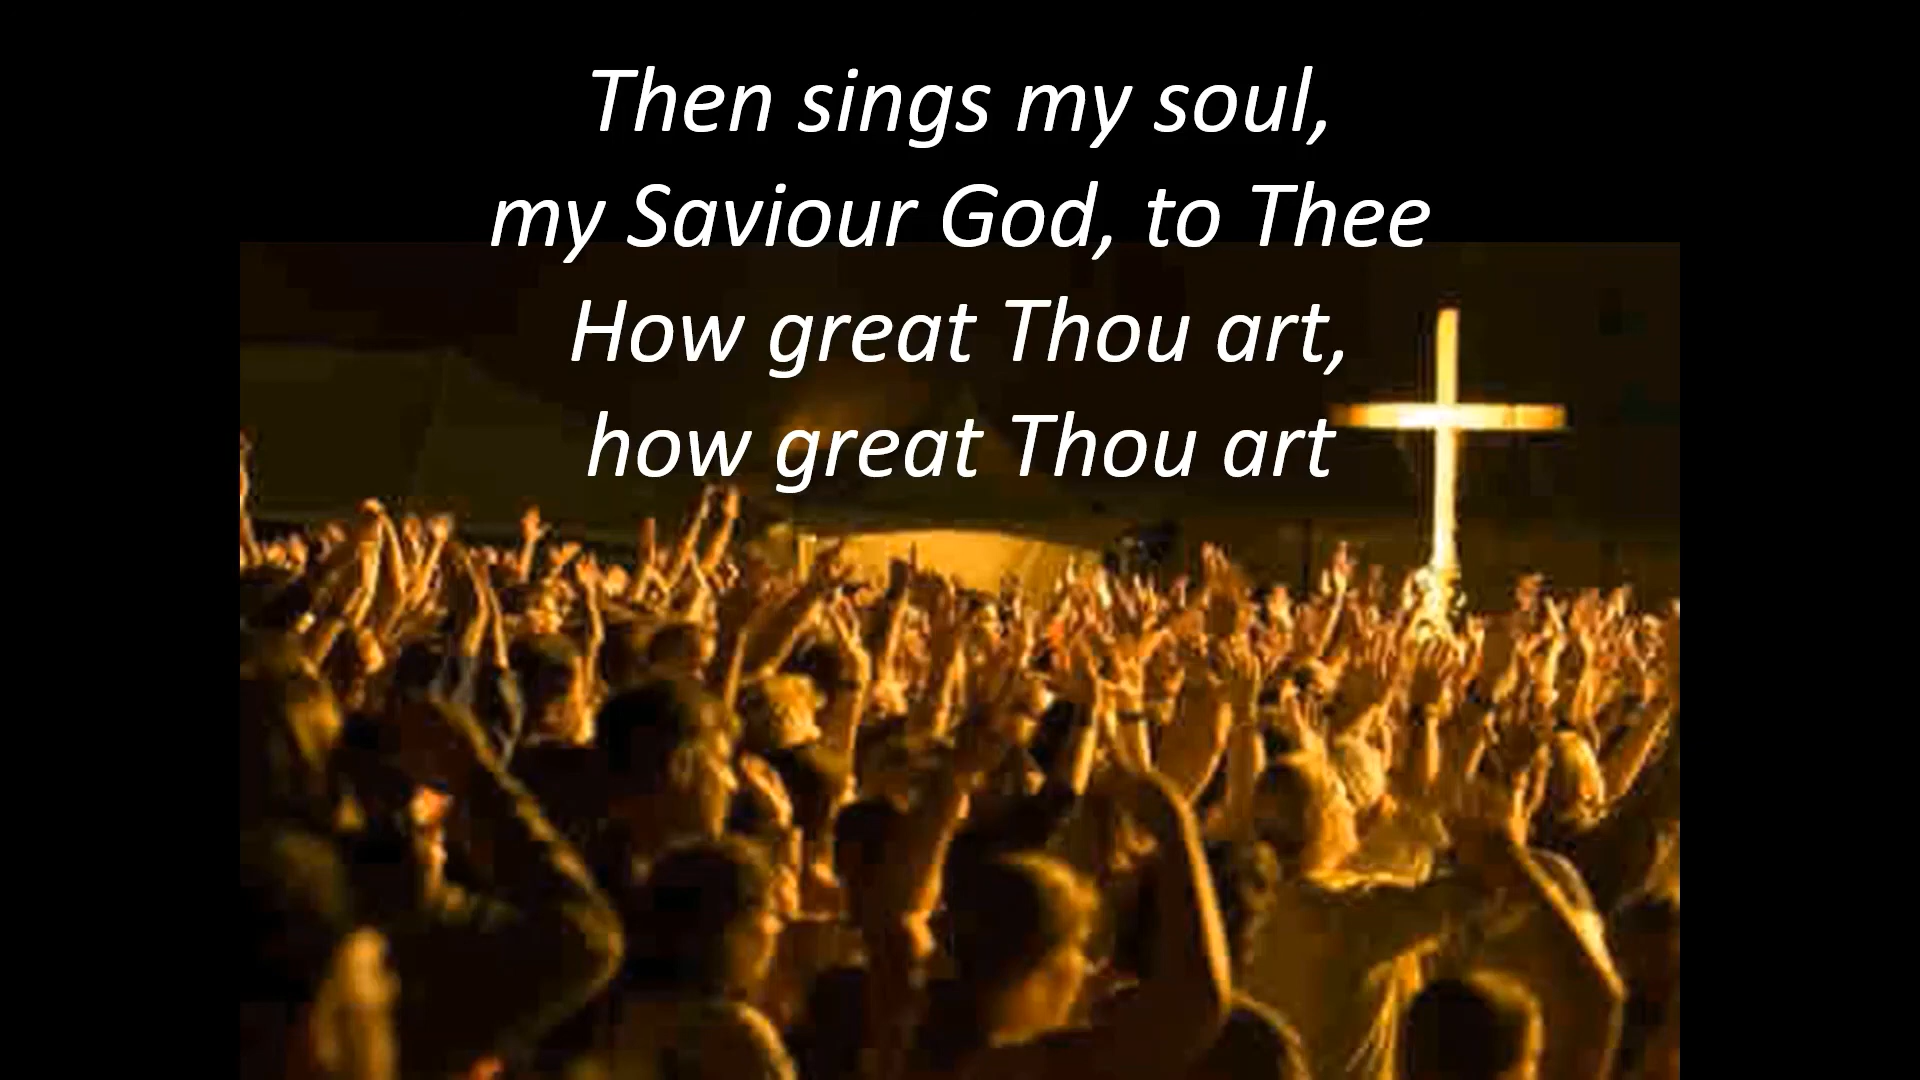 Then sings my soul,
my Saviour God, to Thee
How great Thou art,
how great Thou art